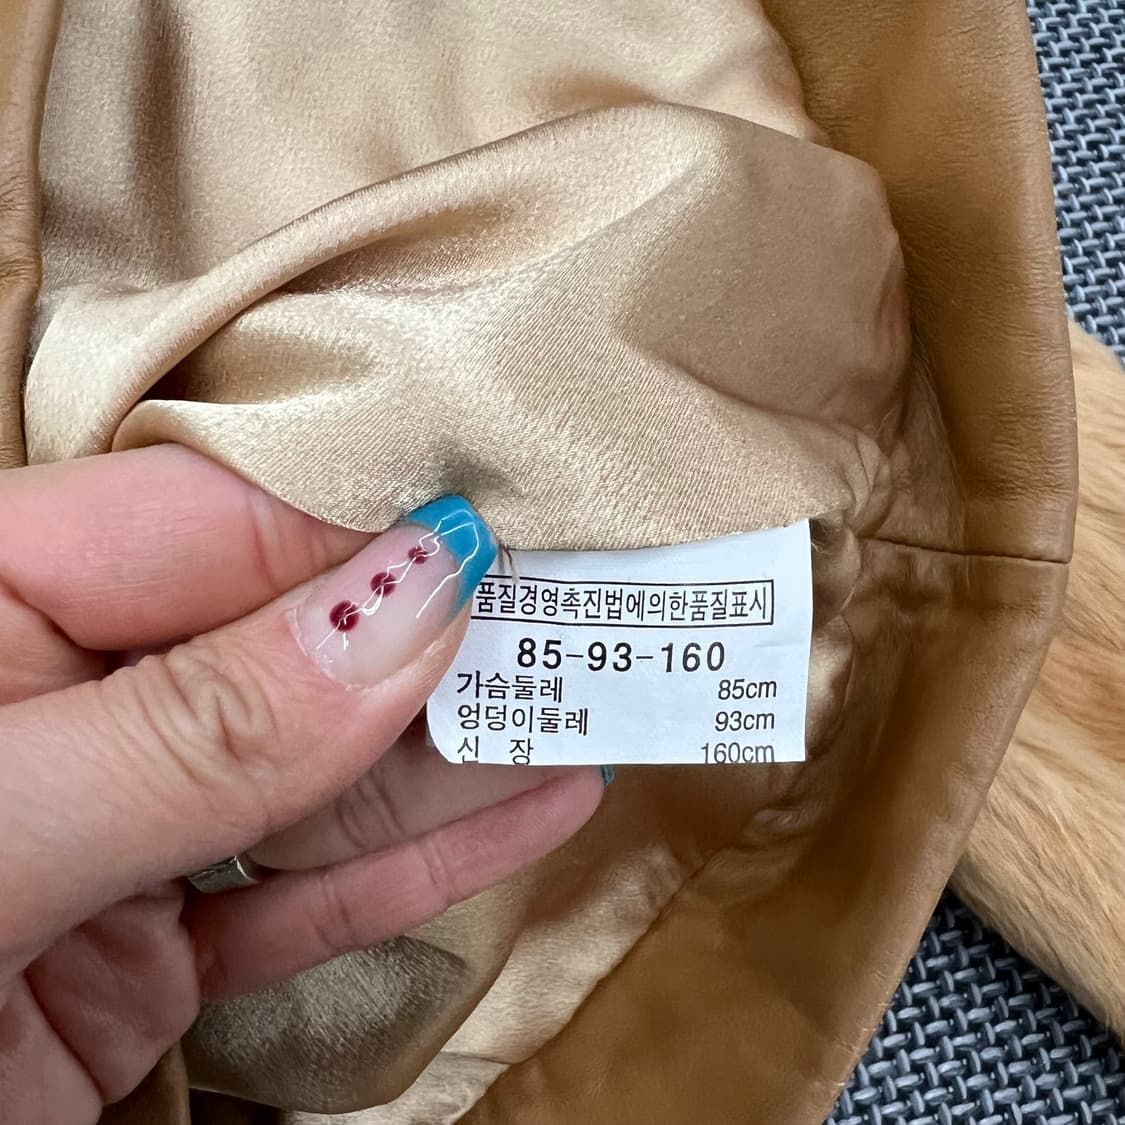 품질경영촉진법에의한품질표시
85-93-160
가슴둘레 85cm
엉덩이둘레 93cm
신 장 160cm